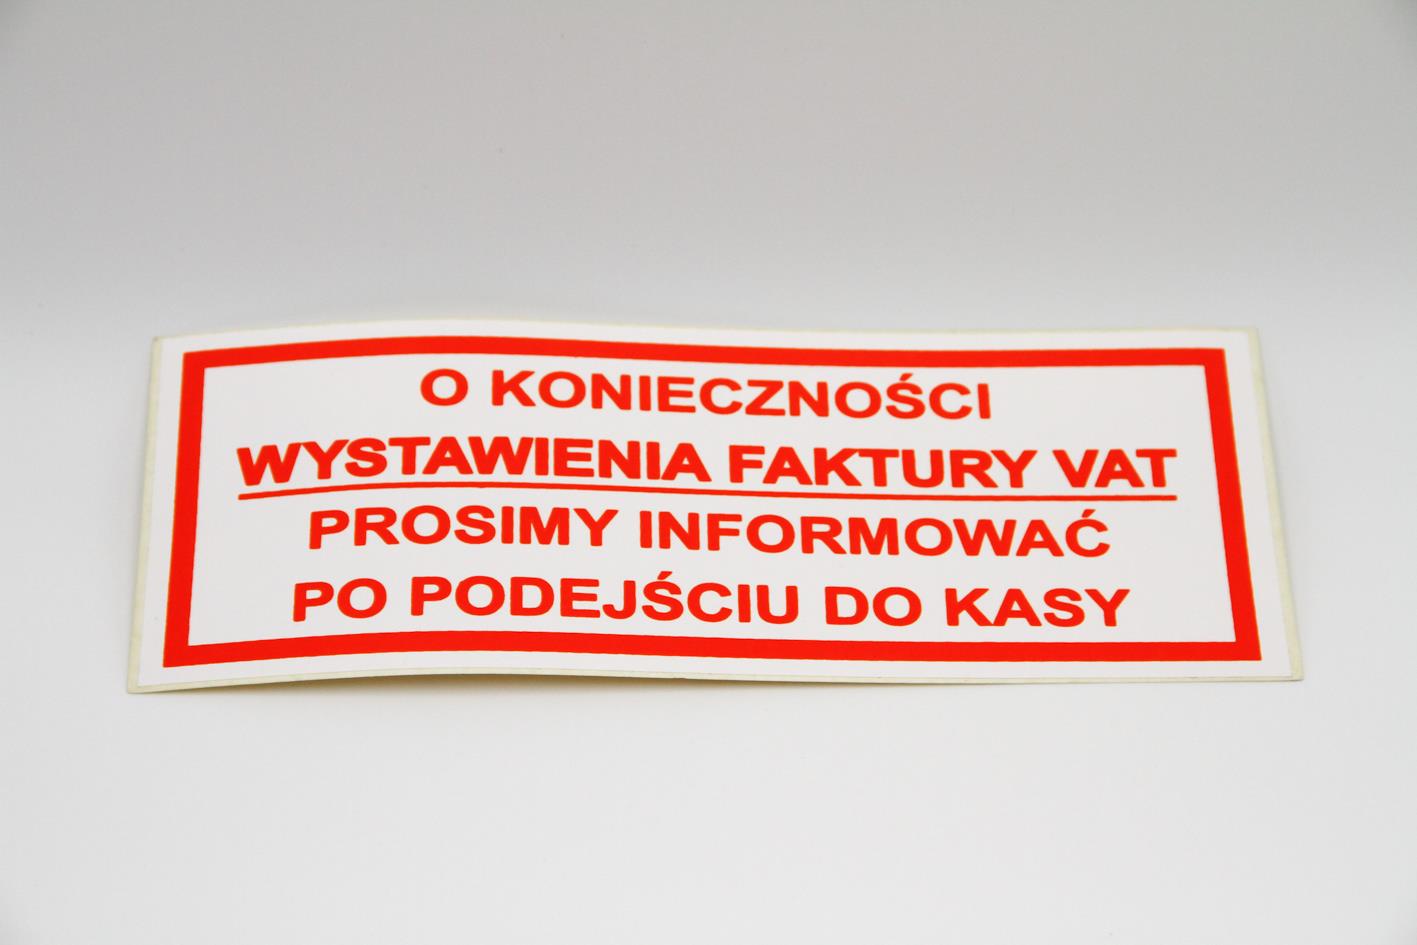 O KONIECZNOŚCI
WYSTAWIENIA FAKTURY VAT
PROSIMY INFORMOWAĆ
PO PODEJŚCIU DO KASY